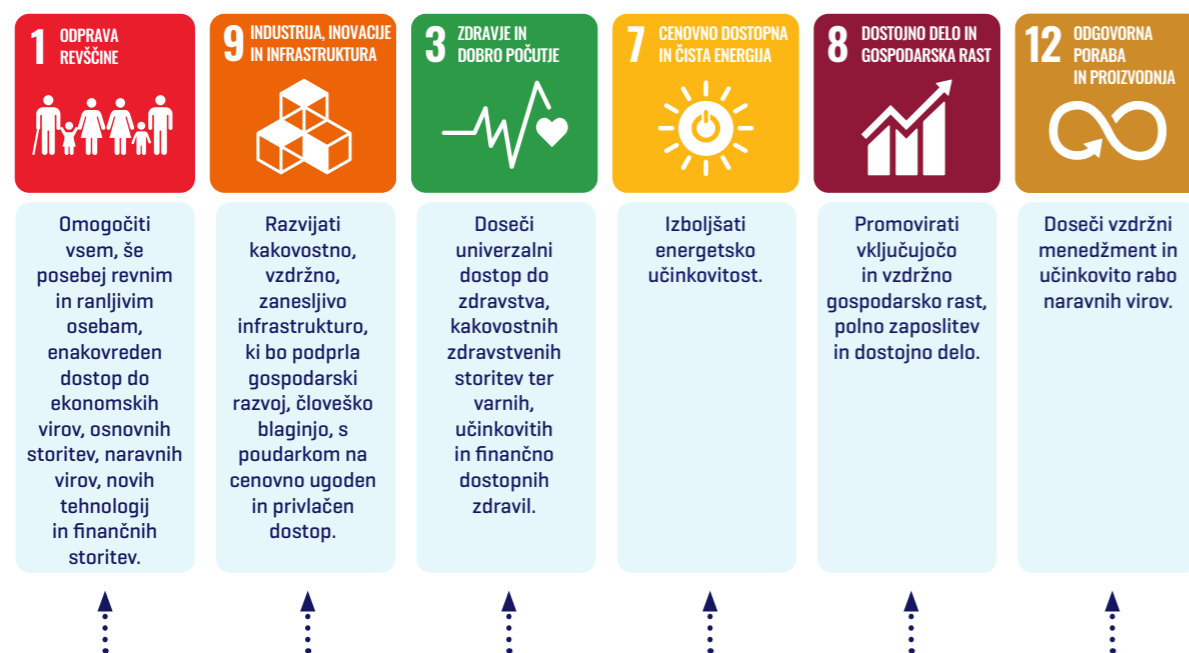 1 ODPRAVA
REVŠČINE
Omogočiti
vsem, še
posebej revnim
in ranljivim
osebam,
enakovreden
dostop do
ekonomskih
virov, osnovnih
storitev, naravnih
virov, novih
tehnologij
in finančnih
storitev.
9 INDUSTRIJA, INOVACIJE
IN INFRASTRUKTURA
Razvijati
kakovostno,
vzdržno,
zanesljivo
infrastrukturo,
ki bo podprla
gospodarski
razvoj, človeško
blaginjo, s
poudarkom na
cenovno ugoden
in privlačen
dostop.
3 ZDRAVJE IN
DOBRO POČUTJE
Doseči
univerzalni
dostop do
zdravstva,
kakovostnih
zdravstvenih
storitev ter
varnih,
učinkovitih
in finančno
dostopnih
zdravil.
7 CENOVNO DOSTOPNA
IN ČISTA ENERGIJA
Izboljšati
energetsko
učinkovitost.
8 DOSTOJNO DELO IN
GOSPODARSKA RAST
Promovirati
vključujočo
in vzdržno
gospodarsko rast,
polno zaposlitev
in dostojno delo.
12 ODGOVORNA
PORABA
IN PROIZVODNJA
Doseči vzdržni
menedžment in
učinkovito rabo
naravnih virov.